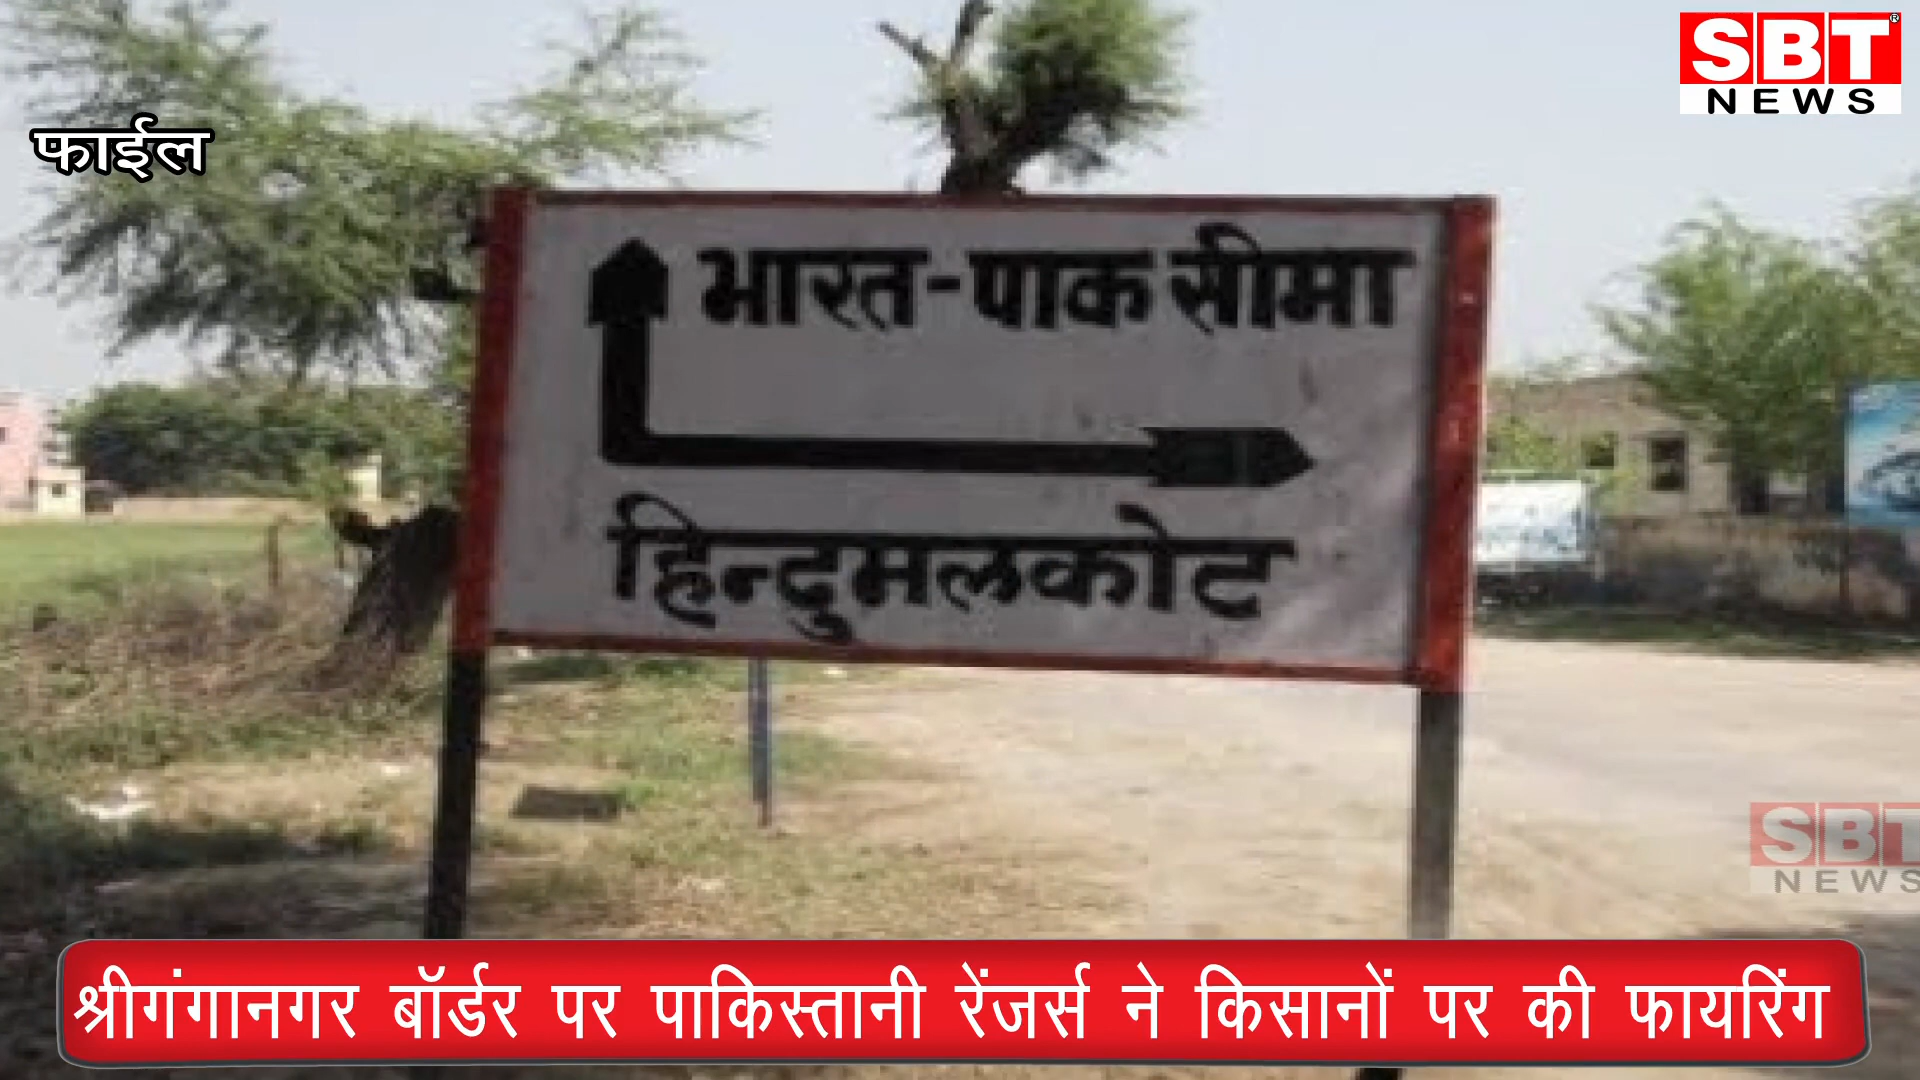 SBT
NEWS
फाईल
भारत-पाक सीमा
हिन्दुमलकोट
SBT
NEWS
श्रीगंगानगर बॉर्डर पर पाकिस्तानी रेंजर्स ने किसानों पर की फायरिंग